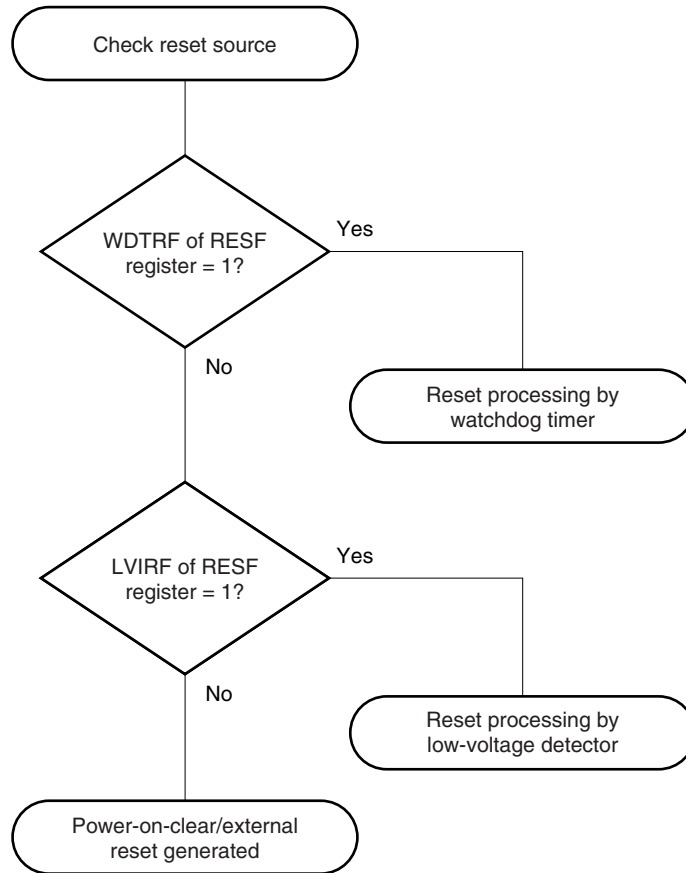 Check reset source
WDTRF of RESF
register = 1?
Yes
No
Reset processing by
watchdog timer
LVIRF of RESF
register = 1?
Yes
No
Reset processing by
low-voltage detector
Power-on-clear/external
reset generated